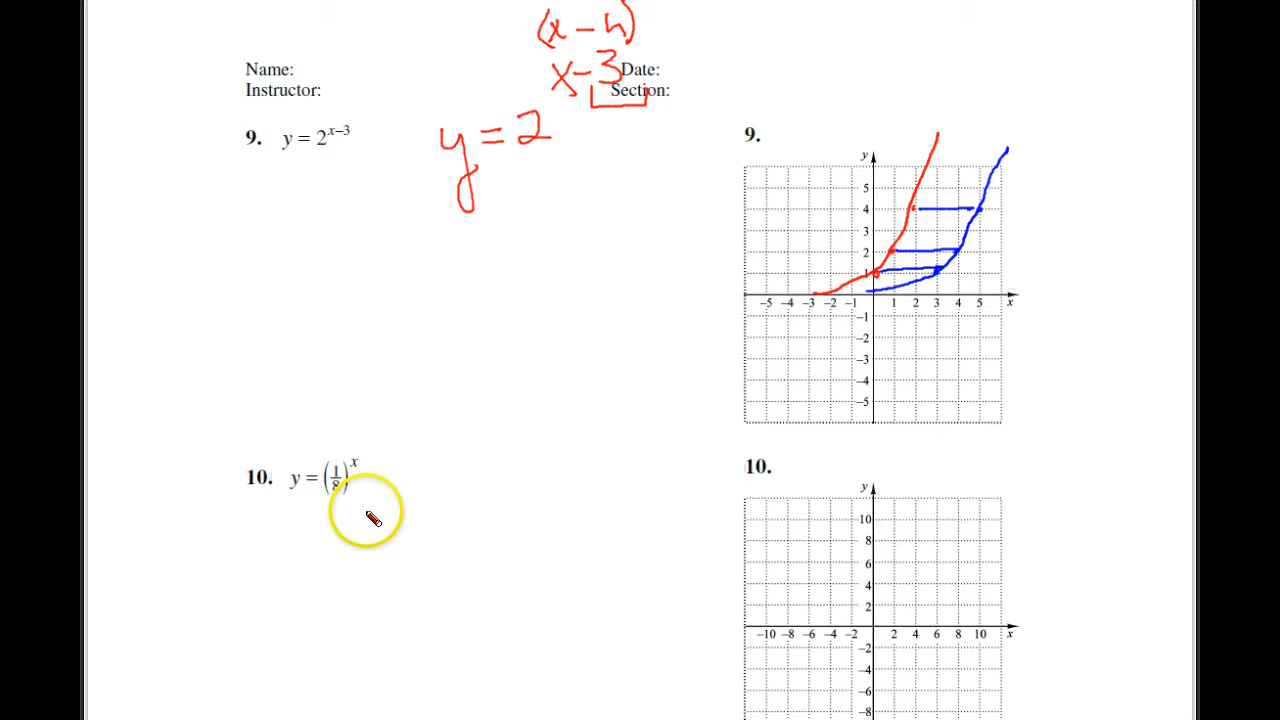 (x - h)
Name: Date:
x - 3
Instructor: Section:
9. y = 2^{x-3}
y = 2
9.
y
5
4
3
2
1
-5 -4 -3 -2 -1 1 2 3 4 5 x
-1
-2
-3
-4
-5
10. y = (1/8)^x
10.
y
10
8
6
4
2
-10 -8 -6 -4 -2 2 4 6 8 10 x
-2
-4
-6
-8